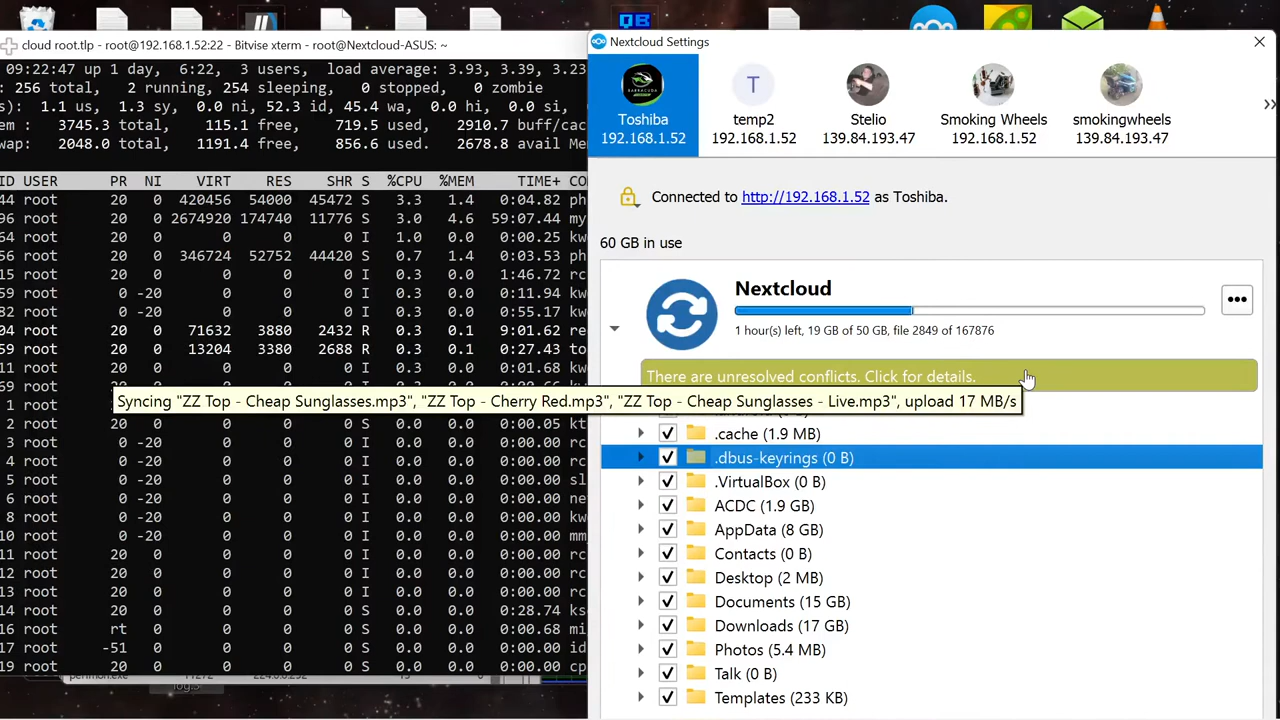 QB
cloud root.tlp - root@192.168.1.52:22 - Bitvise xterm - root@Nextcloud-ASUS: ~
09:22:47 up 1 day, 6:22, 3 users, load average: 3.93, 3.39, 3.23
: 256 total, 2 running, 254 sleeping, 0 stopped, 0 zombie
s): 1.1 us, 1.3 sy, 0.0 ni, 52.3 id, 45.4 wa, 0.0 hi, 0.0 si,
em : 3745.3 total, 115.1 free, 719.5 used, 2910.7 buff/cac
wap: 2048.0 total, 1191.4 free, 856.6 used. 2678.8 avail Me
ID USER PR NI VIRT RES SHR S %CPU %MEM TIME+ CO
44 root 20 0 420456 54000 45472 S 3.3 1.4 0:04.82 ph
96 root 20 0 2674920 174740 11776 S 3.0 4.6 59:07.44 my
64 root 20 0 0 0 0 I 1.0 0.0 0:00.25 kw
56 root 20 0 346724 52752 44420 S 0.7 1.4 0:03.53 ph
15 root 20 0 0 0 0 I 0.3 0.0 1:46.72 rc
59 root 0 -20 0 0 0 I 0.3 0.0 0:11.94 kw
82 root 0 -20 0 0 0 I 0.3 0.0 0:55.17 kw
04 root 20 0 71632 3880 2432 R 0.3 0.1 9:01.62 re
59 root 20 0 13204 3380 2688 R 0.3 0.1 0:27.43 to
11 root 20 0 0 0 0 I 0.3 0.0 0:00.68 kw
69 root
1 root 20
2 root 20 0 0 0 0 S 0.0 0.0 0:00.05 kt
3 root 0 -20 0 0 0 I 0.0 0.0 0:00.00 rc
4 root 0 -20 0 0 0 I 0.0 0.0 0:00.00 rc
5 root 0 -20 0 0 0 I 0.0 0.0 0:00.00 sl
6 root 0 -20 0 0 0 I 0.0 0.0 0:00.00 ne
8 root 0 -20 0 0 0 I 0.0 0.0 0:00.00 kw
10 root 0 -20 0 0 0 I 0.0 0.0 0:00.00 mm
11 root 20 0 0 0 0 I 0.0 0.0 0:00.00 rc
12 root 20 0 0 0 0 I 0.0 0.0 0:00.00 rc
13 root 20 0 0 0 0 I 0.0 0.0 0:00.00 rc
14 root 20 0 0 0 0 S 0.0 0.0 0:28.74 ks
16 root rt 0 0 0 0 S 0.0 0.0 0:00.68 mi
17 root -51 0 0 0 0 S 0.0 0.0 0:00.00 id
19 root 20 0 0 0 0 S 0.0 0.0 0:00.00 cp
Syncing "ZZ Top - Cheap Sunglasses.mp3", "ZZ Top - Cherry Red.mp3", "ZZ Top - Cheap Sunglasses - Live.mp3", upload 17 MB/s
Nextcloud Settings
Toshiba
192.168.1.52
T
temp2
192.168.1.52
Stelio
139.84.193.47
Smoking Wheels
192.168.1.52
smokingwheels
139.84.193.47
Connected to http://192.168.1.52 as Toshiba.
60 GB in use
Nextcloud
1 hour(s) left, 19 GB of 50 GB, file 2849 of 167876
There are unresolved conflicts. Click for details.
.cache (1.9 MB)
.dbus-keyrings (0 B)
.VirtualBox (0 B)
ACDC (1.9 GB)
AppData (8 GB)
Contacts (0 B)
Desktop (2 MB)
Documents (15 GB)
Downloads (17 GB)
Photos (5.4 MB)
Talk (0 B)
Templates (233 KB)